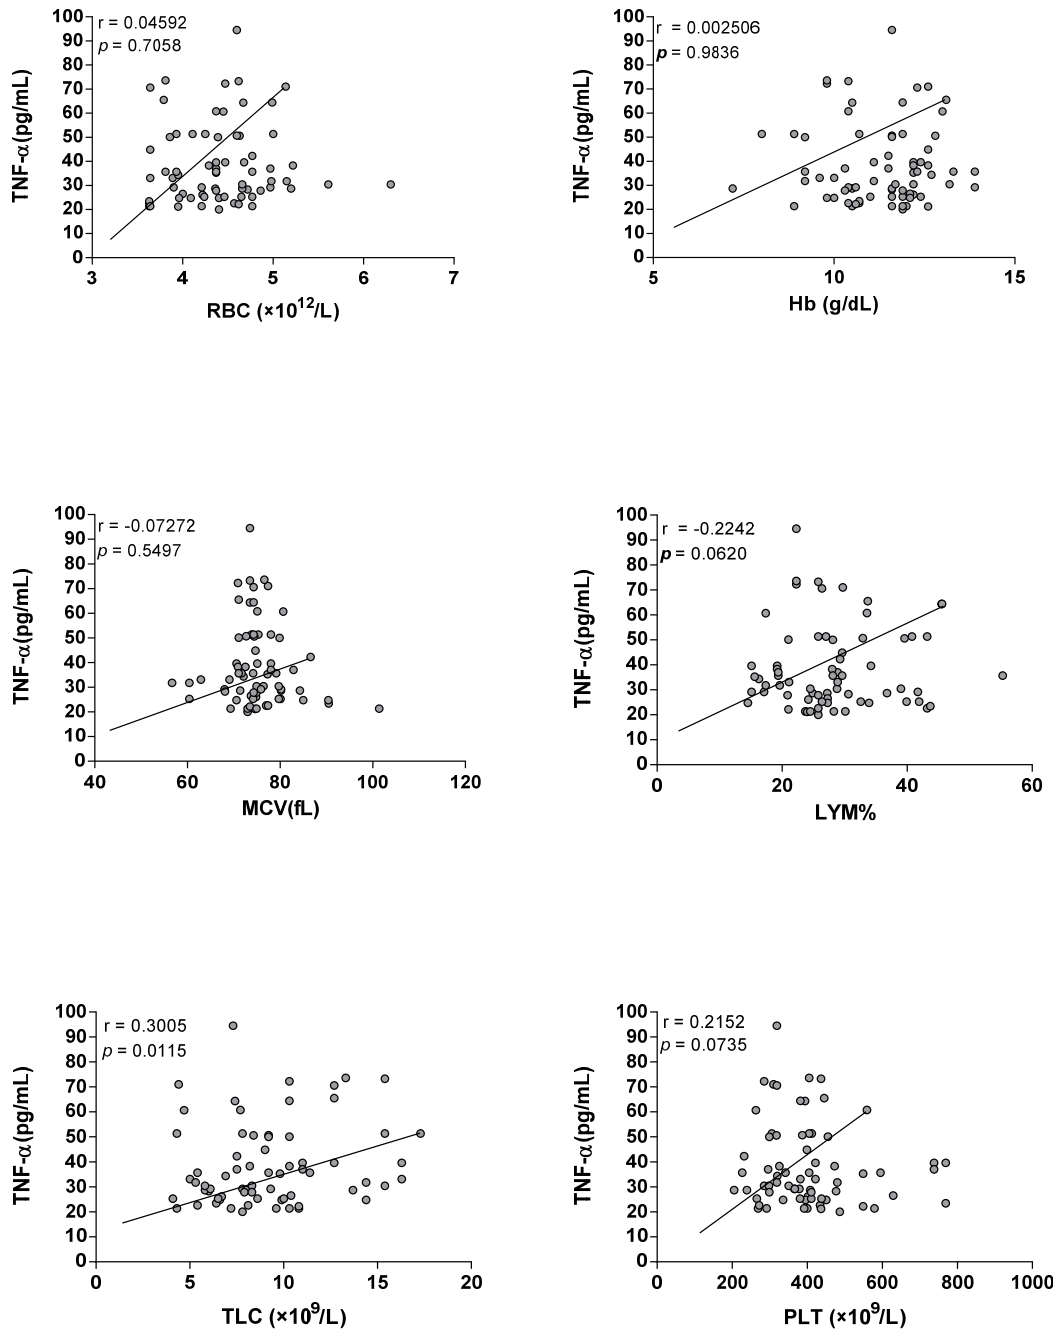 r = 0.04592
p = 0.7058
TNF-α(pg/mL)
100
90
80
70
60
50
40
30
20
10
0
3 4 5 6 7
RBC (×10¹²/L)
r = 0.002506
p = 0.9836
TNF-α(pg/mL)
100
90
80
70
60
50
40
30
20
10
0
5 10 15
Hb (g/dL)
r = -0.07272
p = 0.5497
TNF-α(pg/mL)
100
90
80
70
60
50
40
30
20
10
0
40 60 80 100 120
MCV(fL)
r = -0.2242
p = 0.0620
TNF-α(pg/mL)
100
90
80
70
60
50
40
30
20
10
0
0 20 40 60
LYM%
r = 0.3005
p = 0.0115
TNF-α(pg/mL)
100
90
80
70
60
50
40
30
20
10
0
0 5 10 15 20
TLC (×10⁹/L)
r = 0.2152
p = 0.0735
TNF-α(pg/mL)
100
90
80
70
60
50
40
30
20
10
0
0 200 400 600 800 1000
PLT (×10⁹/L)